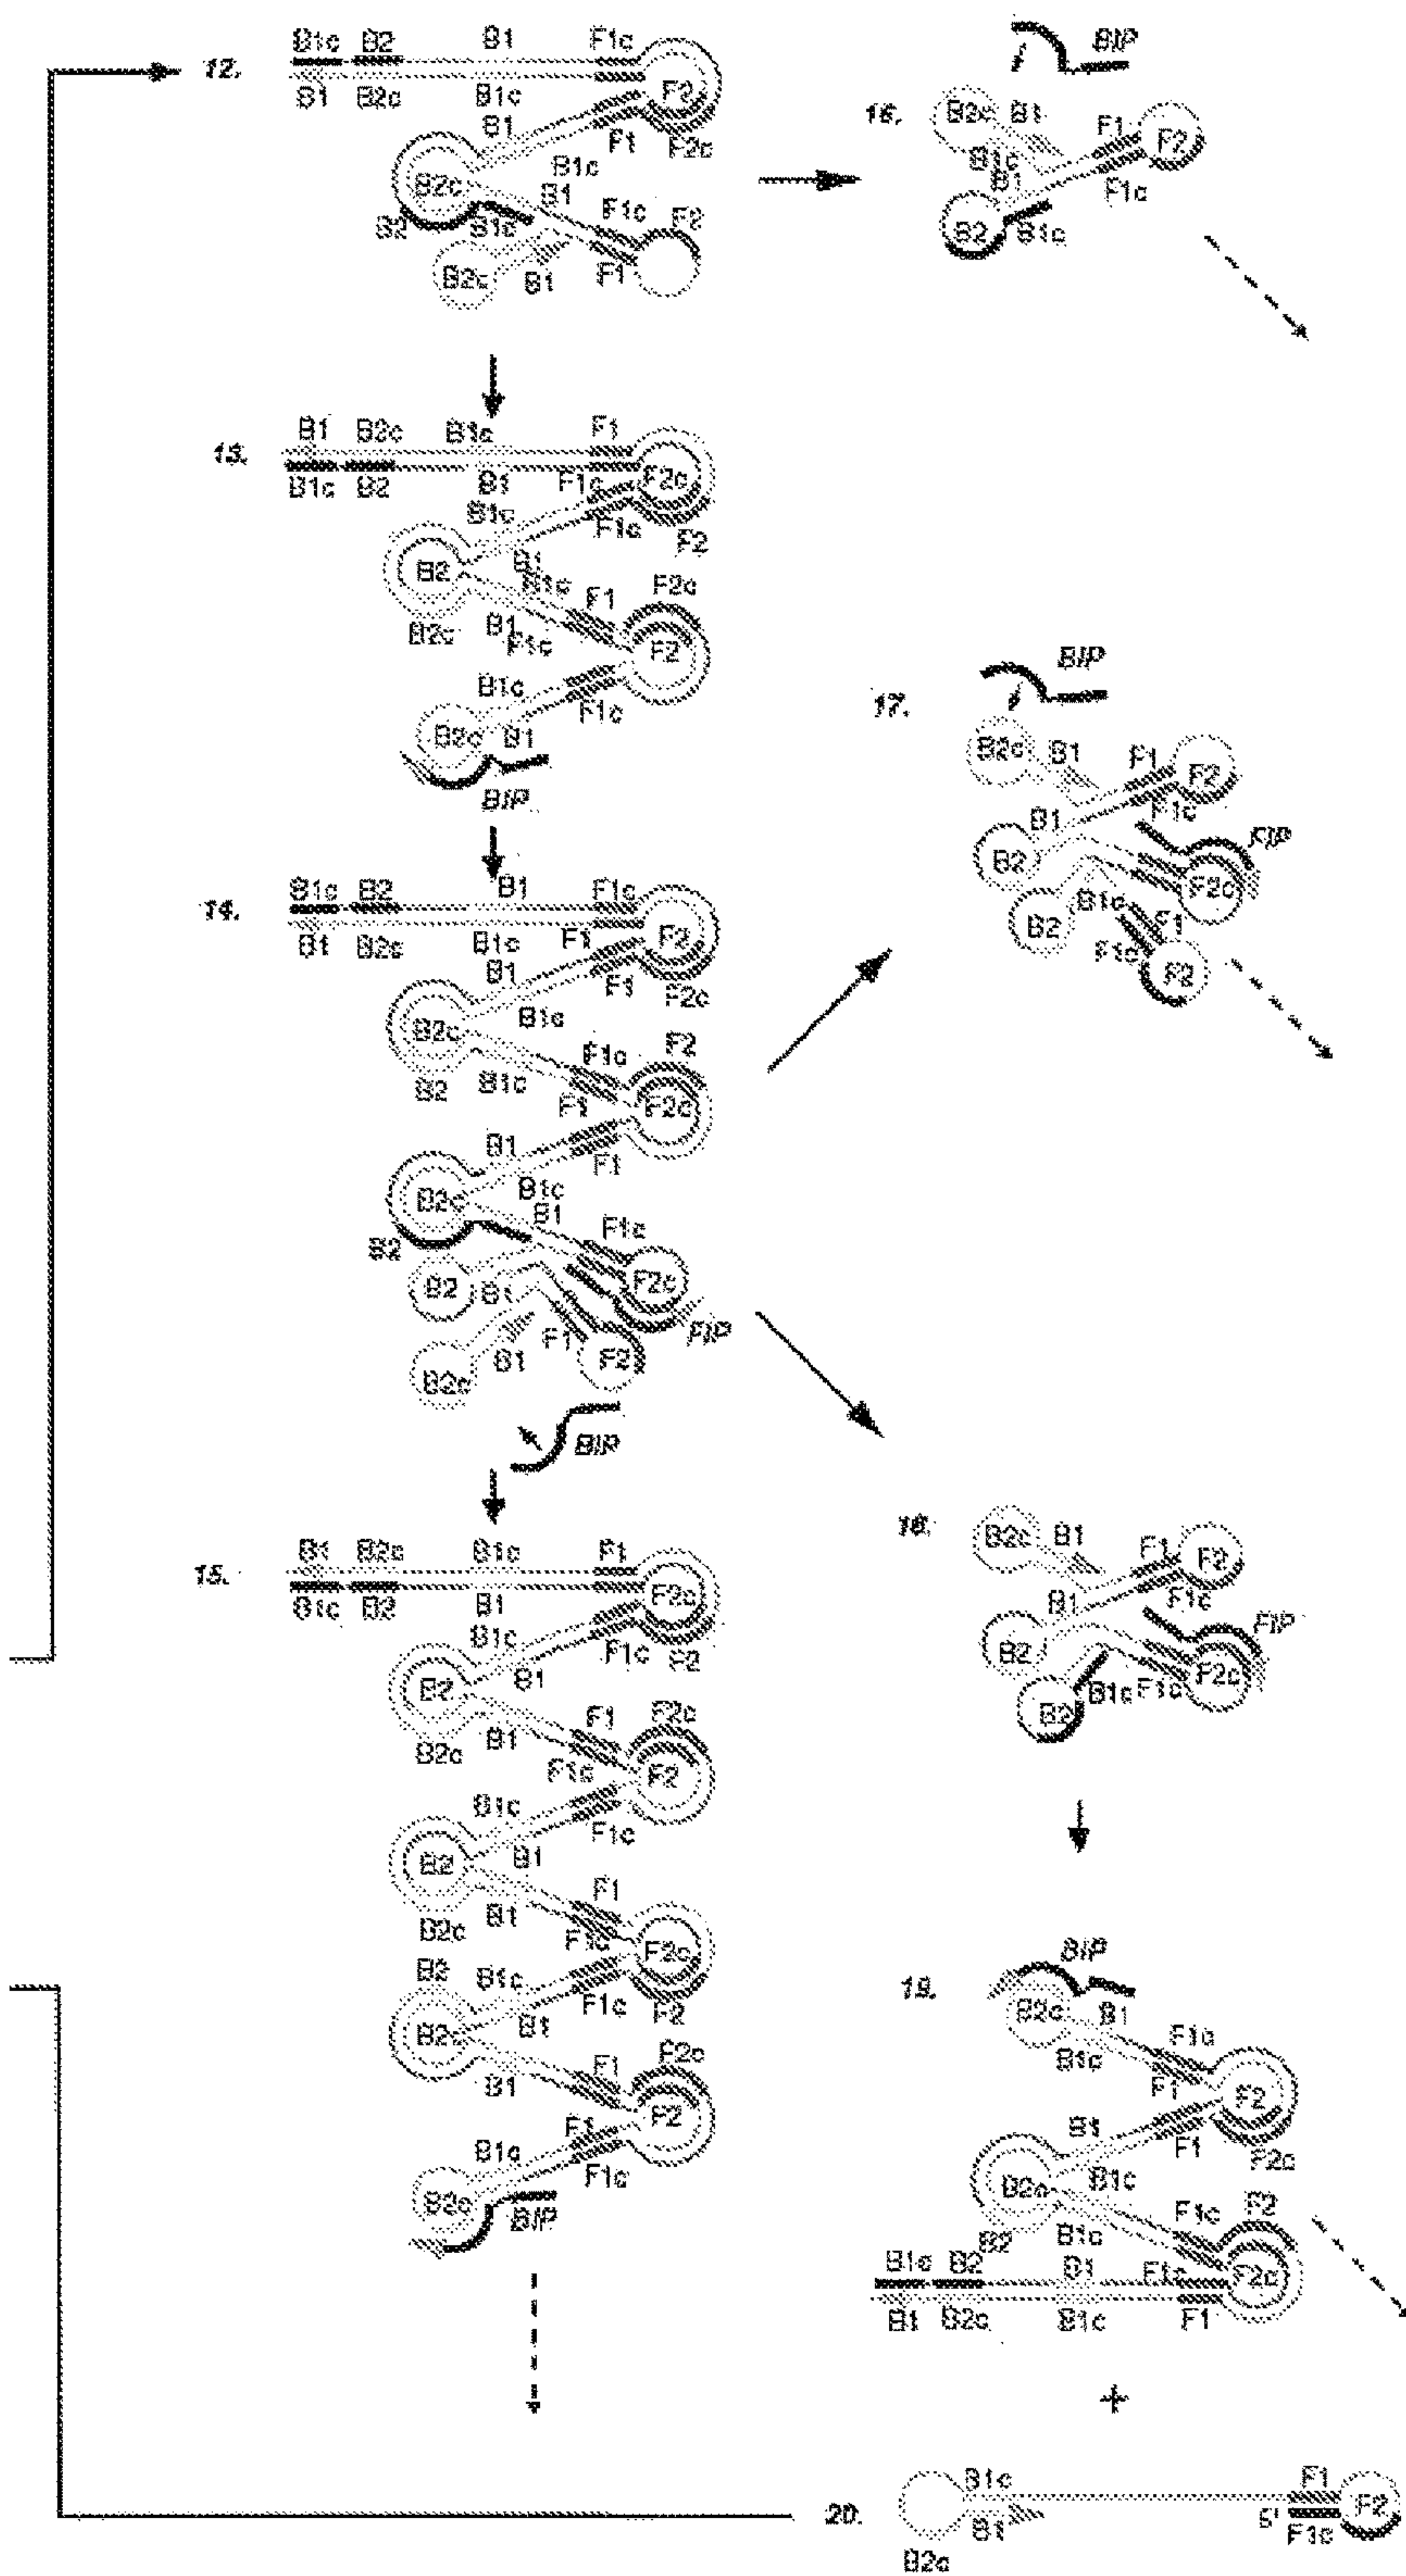 12.
B1c B2 B1 F1c
B1 B2c B1c F2
B1 F1 F2c
B2c B1c
B1 F1c F2
B2 B1c
B2c B1 F1
16.
BIP
B2c B1 F1
B1c F2
B1 F1c
B2 B1c
13.
B1 B2c B1c F1
B1c B2 B1 F1c F2c
B1c F1c F2
B2 B1
B1c F1 F2c
B2c B1 F1c F2
B1c F1c
B2c B1
BIP
17.
BIP
B2c B1 F1 F2
B1 F1c
B2 FIP
F2c
B2 B1c F1
F1c F2
14.
B1c B2 B1 F1c
B1 B2c B1c F1 F2
B1 F1 F2c
B2c B1c
F1c F2
B2 B1c F1 F2c
B1 F1
B2c B1c
B1 F1c
B2
B2 B1 F2c
F1 FIP
B2c B1 F2
BIP
18.
B2c B1 F1 F2
B1 F1c
B2 FIP
B1c F1c F2c
B2
15.
B1 B2c B1c F1
B1c B2 B1 F2c
B1c F1c F2
B2 B1
B2c B1 F1 F2c
F1c F2
B1c F1c
B2 B1
B2c B1 F1
F1c F2c
B2 B1c F1c F2
B2c B1
B1 F1 F2c
F2
B1c F1
F1c
B2c
BIP
19.
BIP
B2c B1
B1c F1c
F1 F2
B1 F1 F2c
B2c B1c
B2 B1c F1c F2
B1c B2 B1 F1c F2c
B1 B2c B1c F1
+
20.
B1c F1
B1 5' F1c F2
B2c